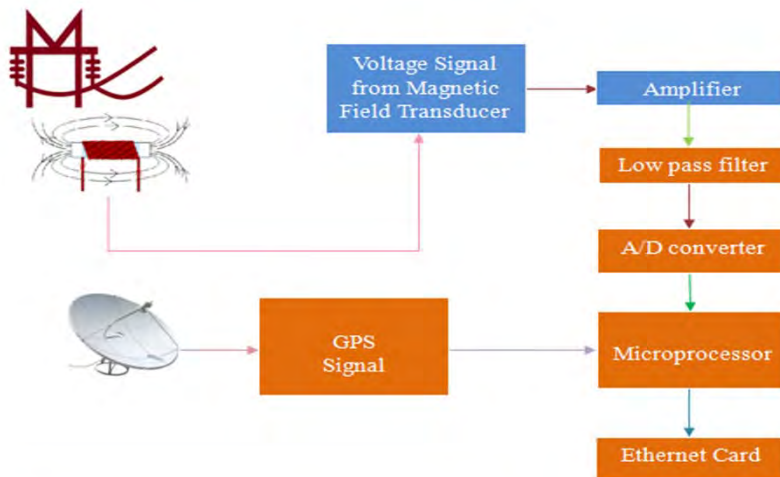 Voltage Signal
from Magnetic
Field Transducer
Amplifier
Low pass filter
A/D converter
GPS
Signal
Microprocessor
Ethernet Card